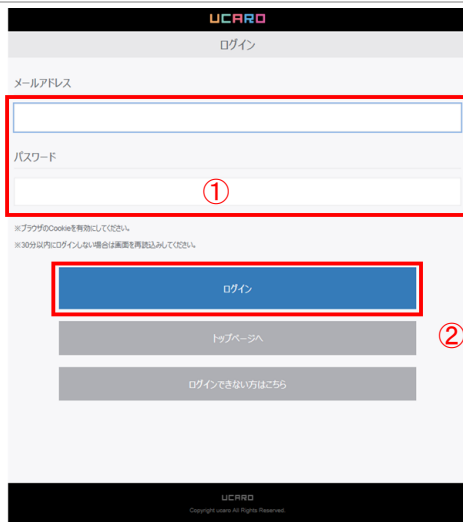 UCARO
ログイン
メールアドレス
パスワード
①
※ブラウザのCookieを有効にしてください。
※30分以内にログインしない場合は画面を再読込みしてください。
ログイン
トップページへ
②
ログインできない方はこちら
UCARO
Copyright ucaro All Rights Reserved.